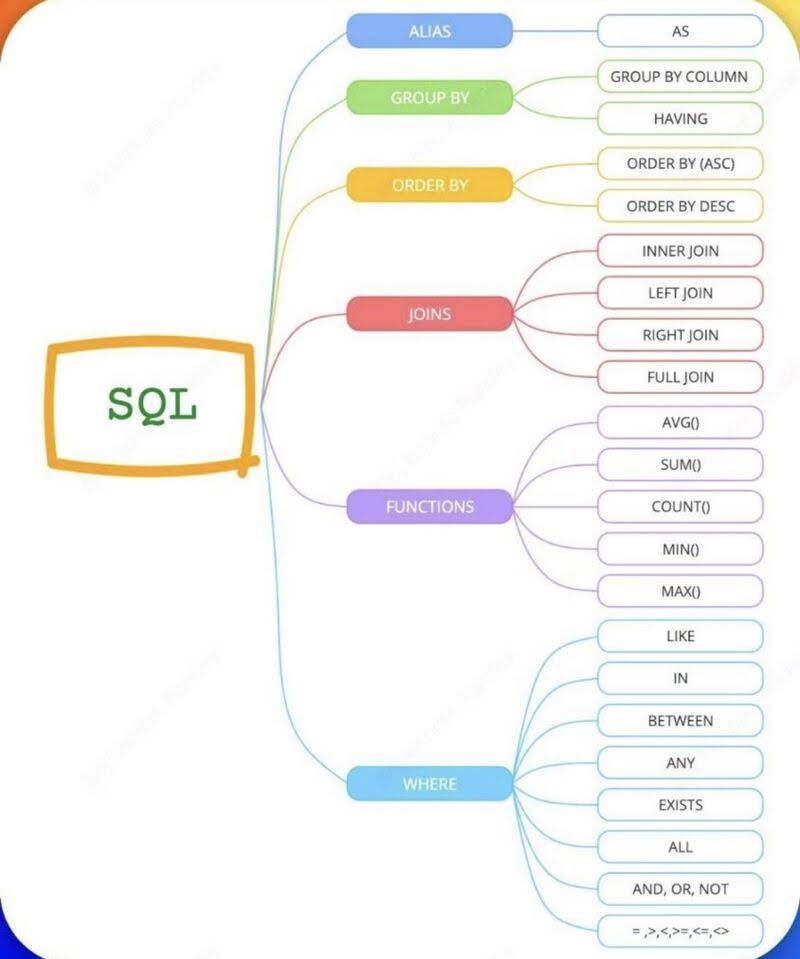 SQL
ALIAS
AS
GROUP BY
GROUP BY COLUMN
HAVING
ORDER BY
ORDER BY (ASC)
ORDER BY DESC
JOINS
INNER JOIN
LEFT JOIN
RIGHT JOIN
FULL JOIN
FUNCTIONS
AVG()
SUM()
COUNT()
MIN()
MAX()
WHERE
LIKE
IN
BETWEEN
ANY
EXISTS
ALL
AND, OR, NOT
= ,>,<,>=,<=,<>